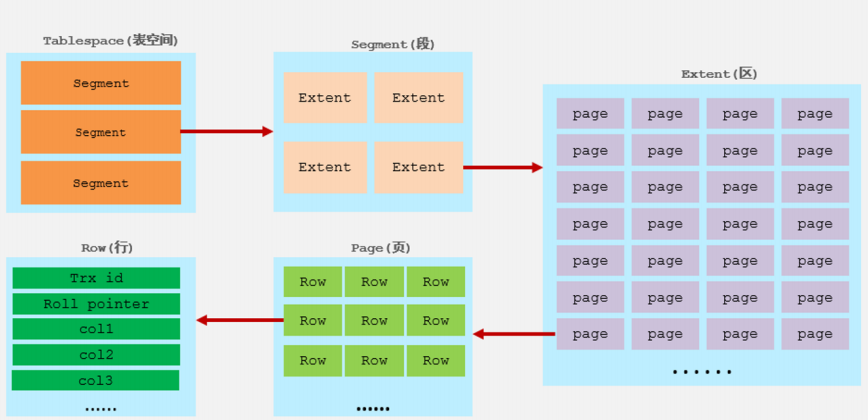 Tablespace(表空间)
Segment
Segment
Segment
Segment(段)
Extent Extent
Extent Extent
Extent(区)
page page page page
page page page page
page page page page
page page page page
page page page page
page page page page
page page page page
......
Row(行)
Trx id
Roll pointer
col1
col2
col3
......
Page(页)
Row Row Row
Row Row Row
Row Row Row
......